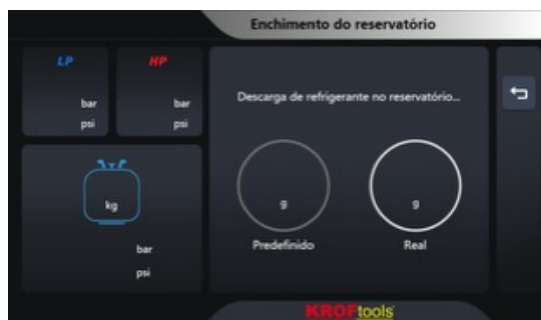 Enchimento do reservatório
LP
HP
bar
bar
psi
psi
Descarga de refrigerante no reservatório...
kg
bar
psi
g
g
Predefinido
Real
KROFtools